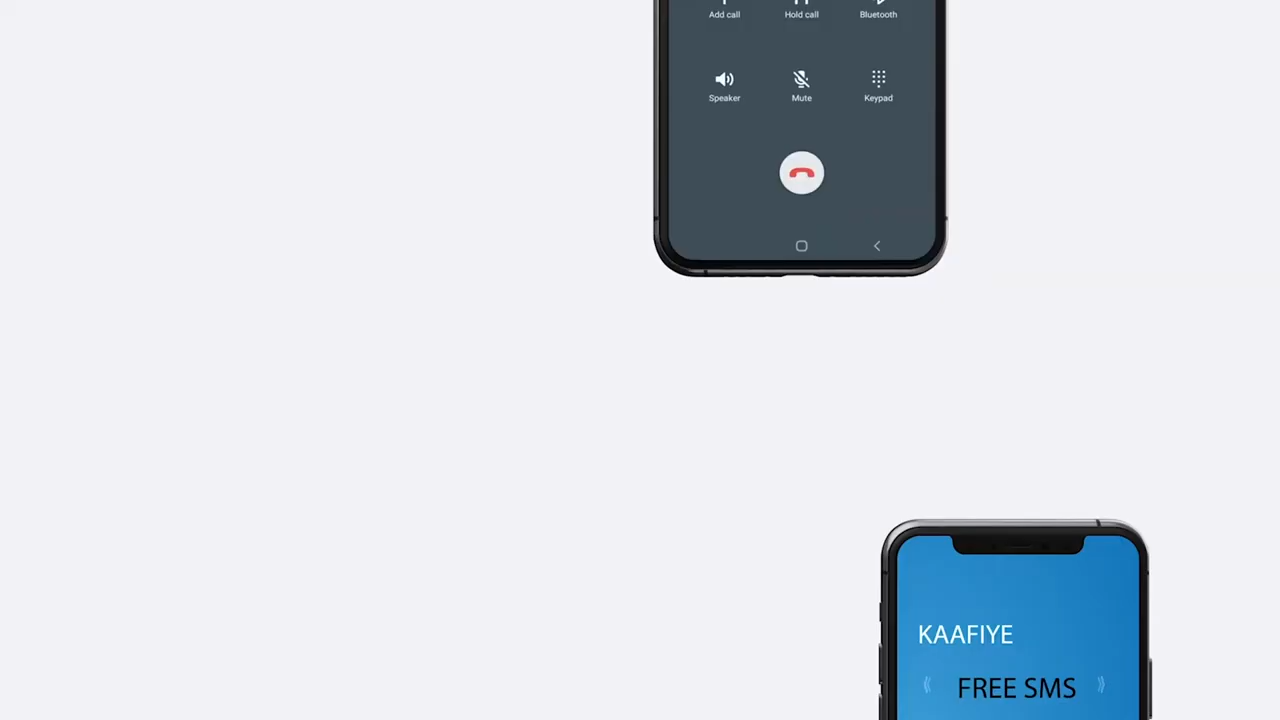 Add call Hold call Bluetooth
Speaker Mute Keypad
KAAFIYE
FREE SMS